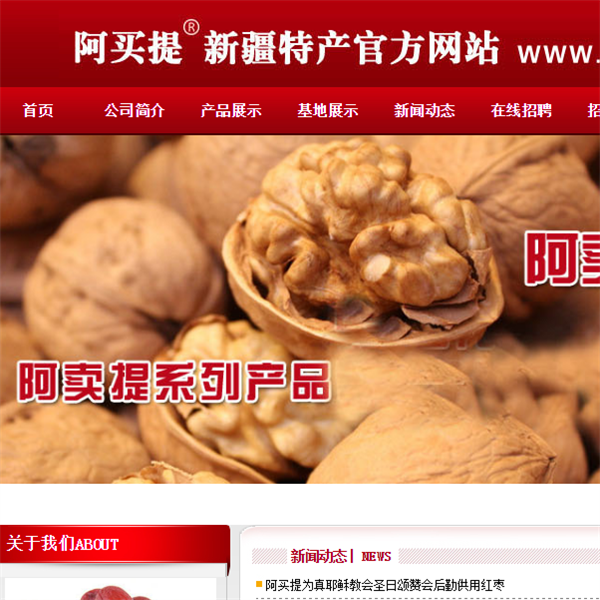 阿买提®新疆特产官方网站 www.
首页 公司简介 产品展示 基地展示 新闻动态 在线招聘 招
阿卖
阿卖提系列产品
关于我们ABOUT
新闻动态| NEWS
阿买提为真耶稣教会圣日颂赞会后勤供用红枣